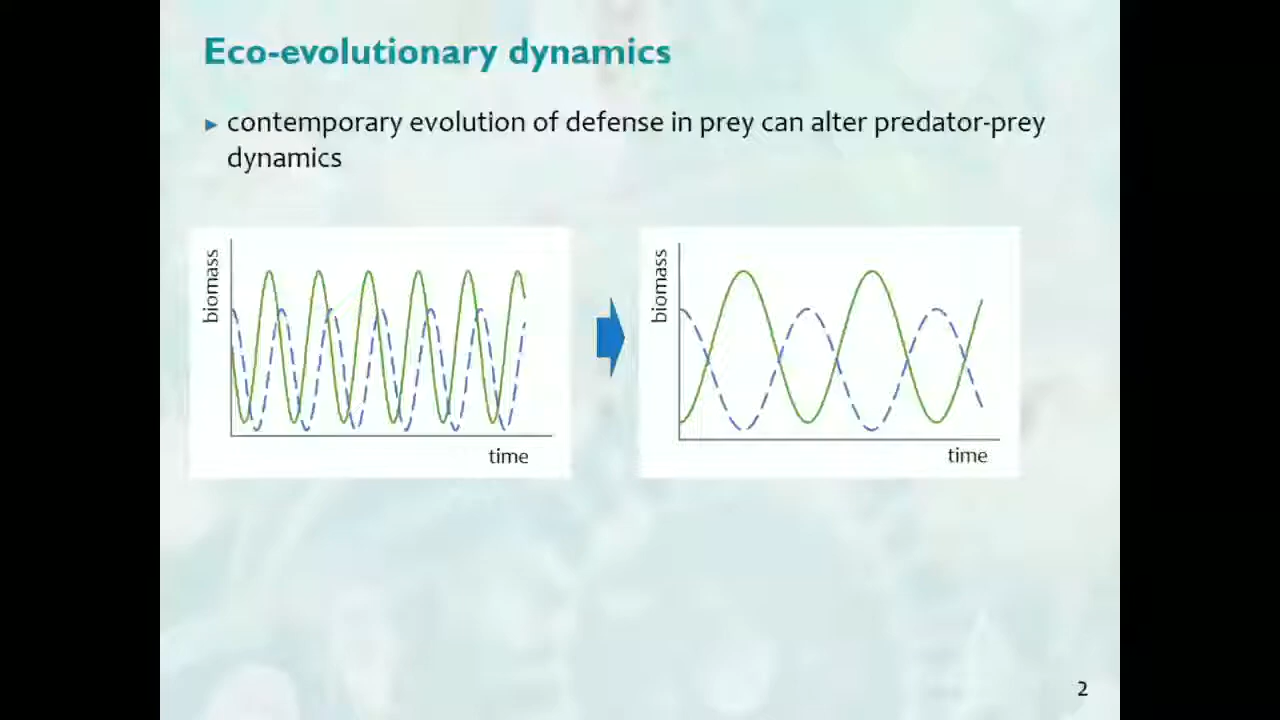 Eco-evolutionary dynamics
► contemporary evolution of defense in prey can alter predator-prey
dynamics
biomass
time
biomass
time
2